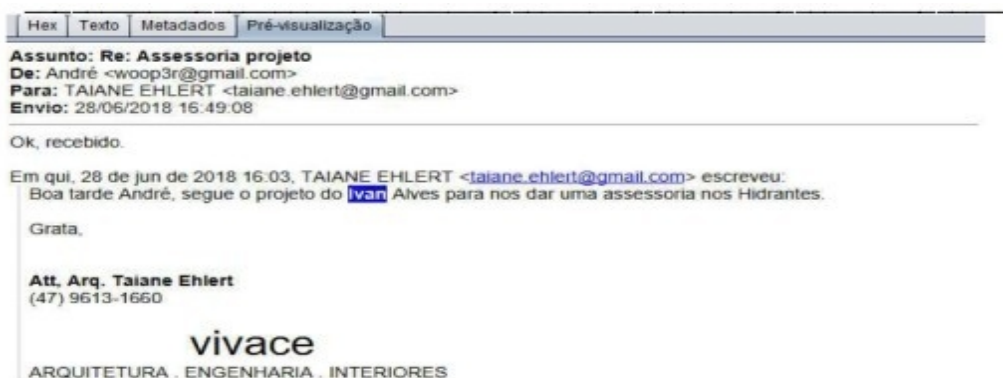 Hex Texto Metadados Pré-visualização
Assunto: Re: Assessoria projeto
De: André <woop3r@gmail.com>
Para: TAIANE EHLERT <taiane.ehlert@gmail.com>
Envio: 28/06/2018 16:49:08
Ok, recebido.
Em qui, 28 de jun de 2018 16:03, TAIANE EHLERT <taiane.ehlert@gmail.com> escreveu:
Boa tarde André, segue o projeto do Ivan Alves para nos dar uma assessoria nos Hidrantes.
Grata,
Att, Arq. Taiane Ehlert
(47) 9613-1660
vivace
ARQUITETURA . ENGENHARIA . INTERIORES